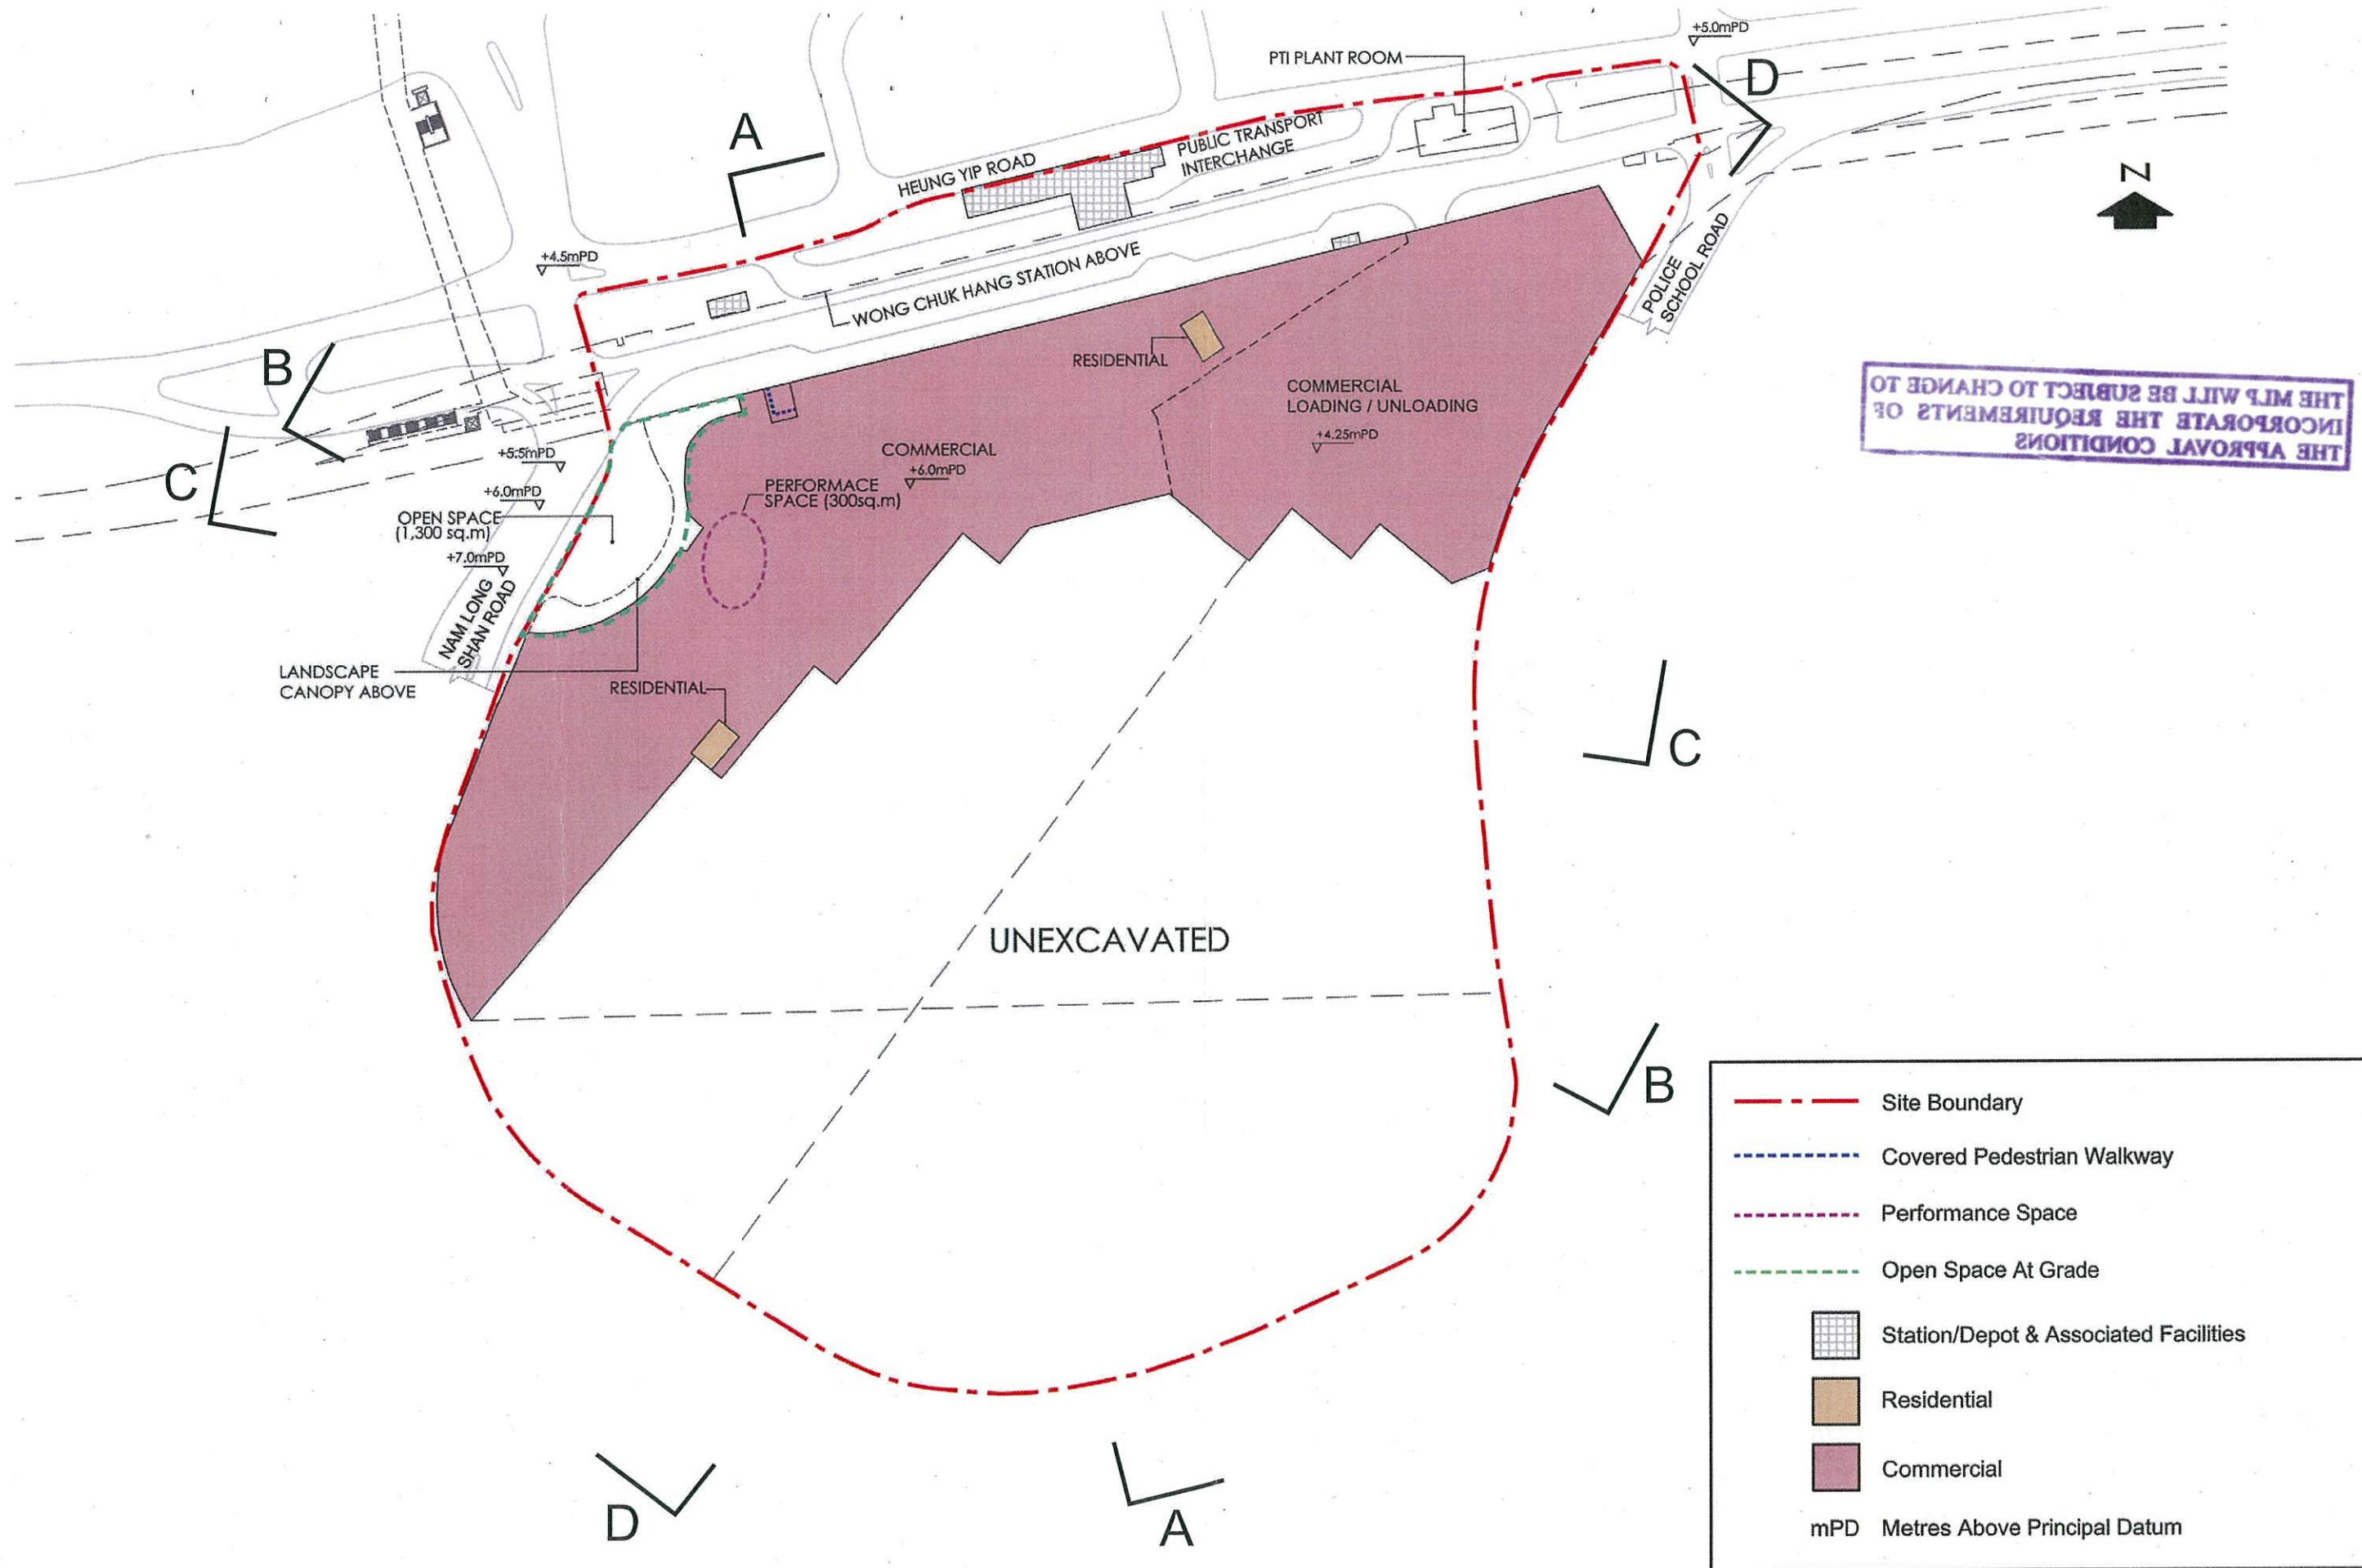 +5.0mPD
PTI PLANT ROOM
D
A
PUBLIC TRANSPORT
INTERCHANGE
HEUNG YIP ROAD
N
+4.5mPD
WONG CHUK HANG STATION ABOVE
POLICE
SCHOOL ROAD
B
RESIDENTIAL
COMMERCIAL
LOADING / UNLOADING
+4.25mPD
THE MLP WILL BE SUBJECT TO CHANGE TO
INCORPORATE THE REQUIREMENTS OF
THE APPROVAL CONDITIONS
C
+5.5mPD
COMMERCIAL
+6.0mPD
+6.0mPD
PERFORMACE
SPACE (300sq.m)
OPEN SPACE
(1,300 sq.m)
+7.0mPD
NAM LONG
SHAN ROAD
LANDSCAPE
CANOPY ABOVE
RESIDENTIAL
C
UNEXCAVATED
B
D
A
Site Boundary
Covered Pedestrian Walkway
Performance Space
Open Space At Grade
Station/Depot & Associated Facilities
Residential
Commercial
mPD Metres Above Principal Datum